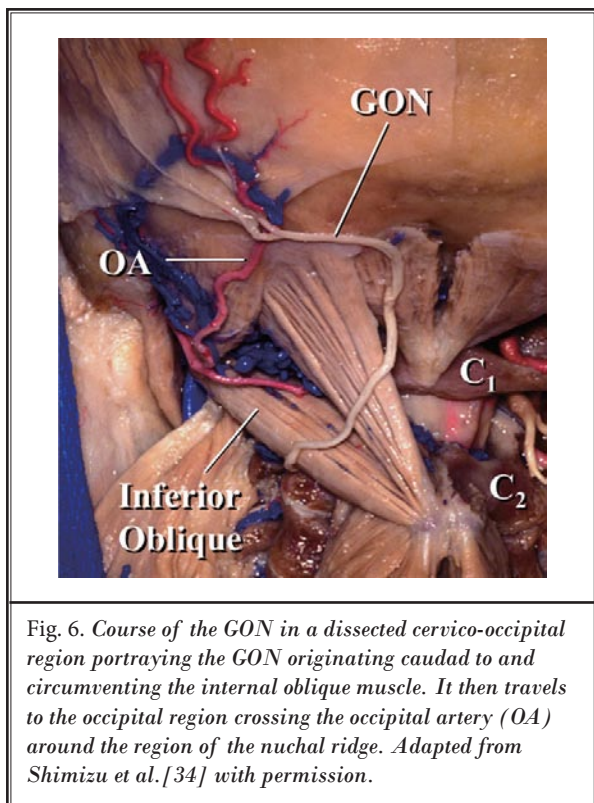 GON
OA
C1
C2
Inferior
Oblique
Fig. 6. Course of the GON in a dissected cervico-occipital
region portraying the GON originating caudad to and
circumventing the internal oblique muscle. It then travels
to the occipital region crossing the occipital artery (OA)
around the region of the nuchal ridge. Adapted from
Shimizu et al.[34] with permission.